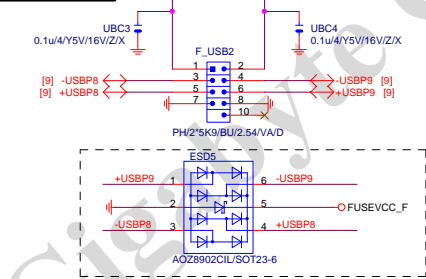 UBC3
0.1u/4/Y5V/16V/Z/X
UBC4
0.1u/4/Y5V/16V/Z/X
F_USB2
1 2
[9] -USBP8 3 4 -USBP9 [9]
[9] +USBP8 5 6 +USBP9 [9]
7 8
10
PH/2*5K9/BU/2.54/VA/D
ESD5
+USBP9 1 6 -USBP9
2 5 FUSEVCC_F
-USBP8 3 4 +USBP8
AOZ8902CIL/SOT23-6
Gigabyte